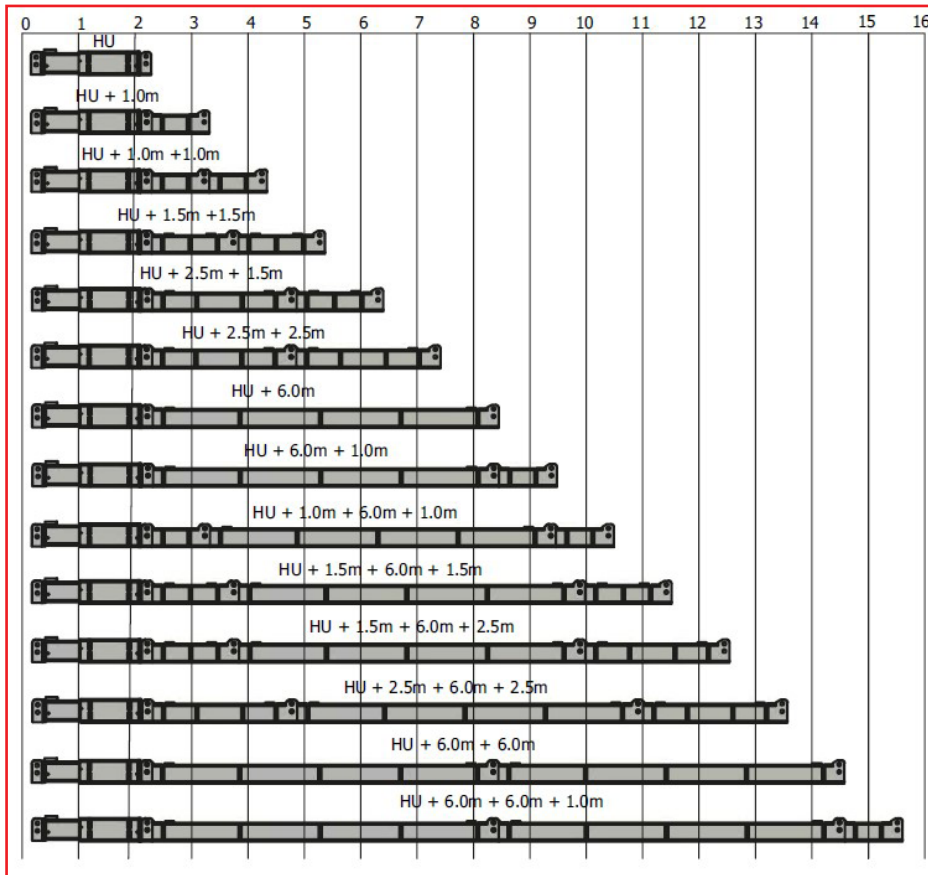 0 1 2 3 4 5 6 7 8 9 10 11 12 13 14 15 16
HU
HU + 1.0m
HU + 1.0m +1.0m
HU + 1.5m +1.5m
HU + 2.5m + 1.5m
HU + 2.5m + 2.5m
HU + 6.0m
HU + 6.0m + 1.0m
HU + 1.0m + 6.0m + 1.0m
HU + 1.5m + 6.0m + 1.5m
HU + 1.5m + 6.0m + 2.5m
HU + 2.5m + 6.0m + 2.5m
HU + 6.0m + 6.0m
HU + 6.0m + 6.0m + 1.0m